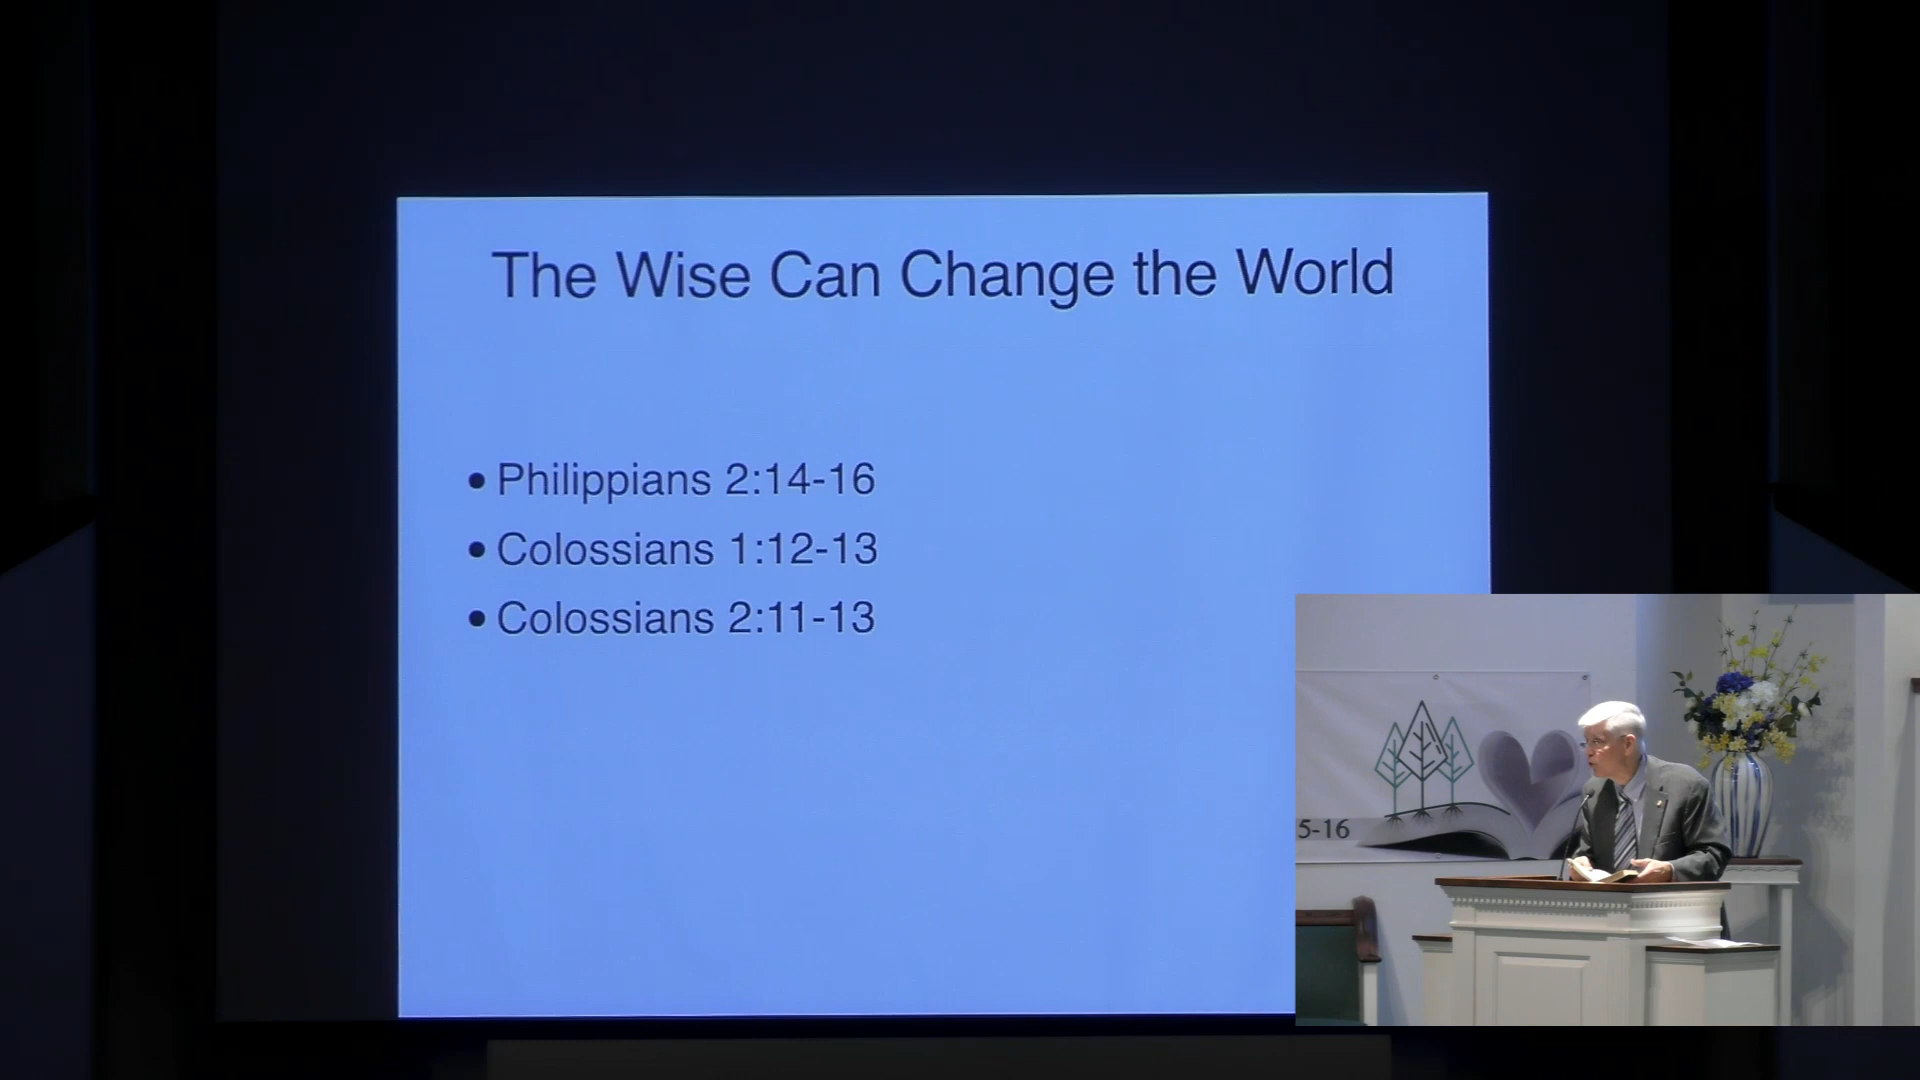 The Wise Can Change the World
• Philippians 2:14-16
• Colossians 1:12-13
• Colossians 2:11-13
5-16